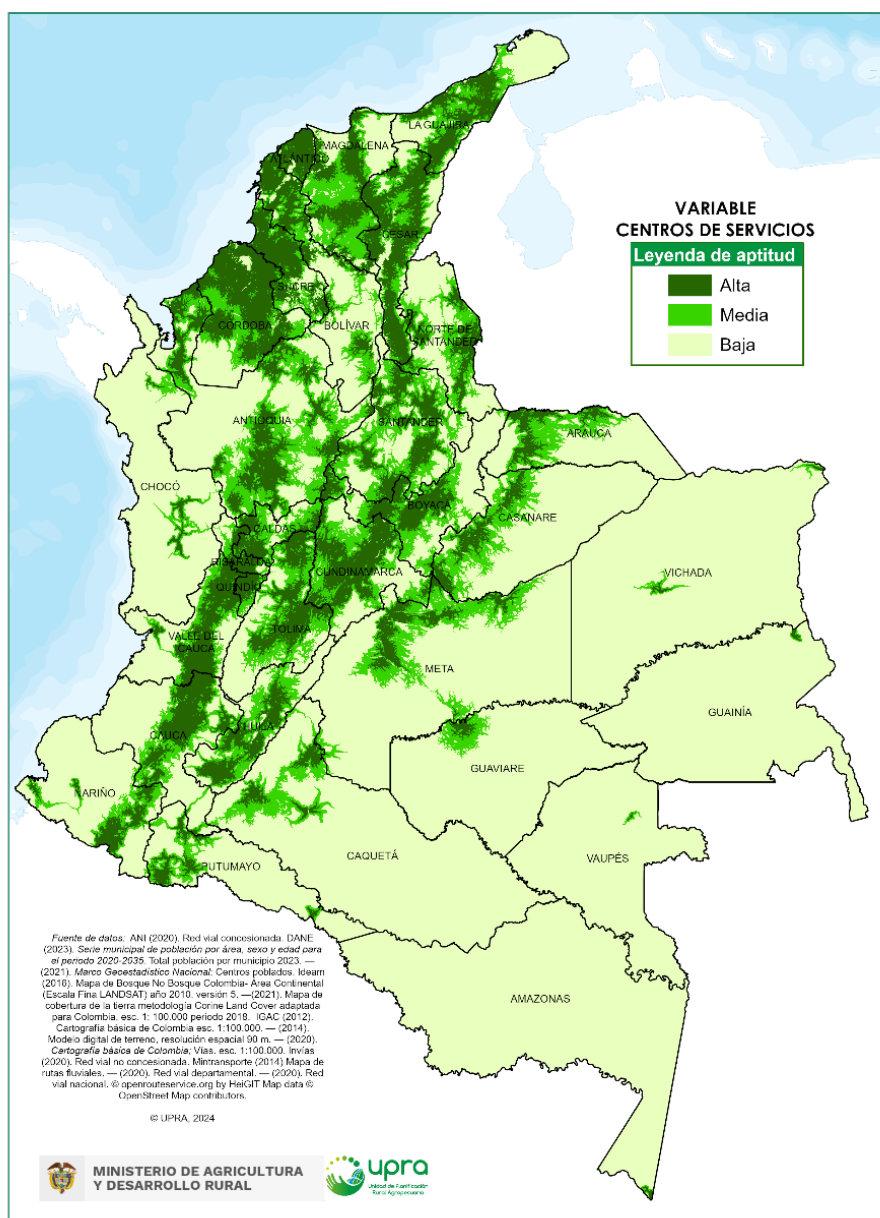 LA GUAJIRA
MAGDALENA
ATLÁNTICO
CESAR
VARIABLE
CENTROS DE SERVICIOS
Leyenda de aptitud
Alta
Media
Baja
SUCRE
CÓRDOBA
BOLÍVAR
NORTE DE
SANTANDER
ANTIOQUIA
SANTANDER
ARAUCA
CHOCÓ
BOYACÁ
CASANARE
CALDAS
RISARALDA
CUNDINAMARCA
VICHADA
QUINDÍO
TOLIMA
VALLE DEL
CAUCA
META
GUAINÍA
HUILA
CAUCA
GUAVIARE
NARIÑO
CAQUETÁ
VAUPÉS
PUTUMAYO
AMAZONAS
Fuente de datos: ANI (2020). Red vial concesionada. DANE
(2023). Serie municipal de población por área, sexo y edad para
el periodo 2020-2035. Total población por municipio 2023. —
(2021). Marco Geoestadístico Nacional: Centros poblados. Ideam
(2016). Mapa de Bosque No Bosque Colombia- Área Continental
(Escala Fina LANDSAT) año 2010, versión 5. —(2021). Mapa de
cobertura de la tierra metodología Corine Land Cover adaptada
para Colombia, esc. 1: 100.000 periodo 2018. IGAC (2012).
Cartografía básica de Colombia esc. 1:100.000. — (2014).
Modelo digital de terreno, resolución espacial 90 m. — (2020).
Cartografía básica de Colombia; Vías. esc. 1:100.000. Invías
(2020). Red vial no concesionada. Mintransporte (2014) Mapa de
rutas fluviales. — (2020). Red vial departamental. — (2020). Red
vial nacional. © openrouteservice.org by HeiGIT Map data ©
OpenStreet Map contributors.
© UPRA, 2024
MINISTERIO DE AGRICULTURA
Y DESARROLLO RURAL
upra
Unidad de Planificación
Rural Agropecuaria